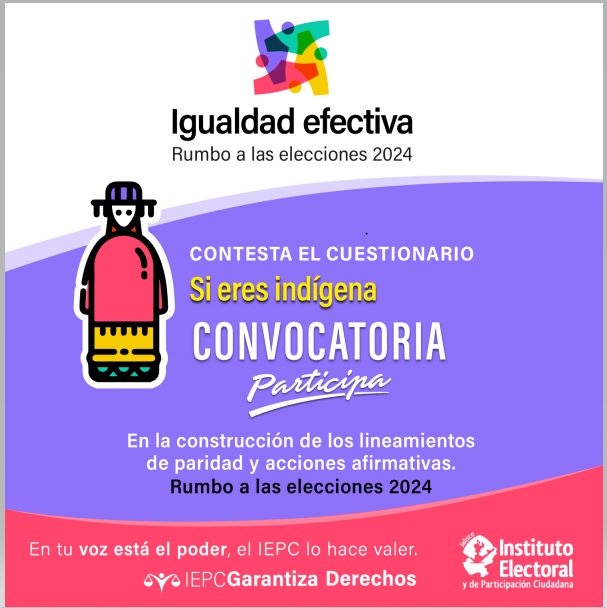 Igualdad efectiva
Rumbo a las elecciones 2024
CONTESTA EL CUESTIONARIO
Si eres indígena
CONVOCATORIA
Participa
En la construcción de los lineamientos
de paridad y acciones afirmativas.
Rumbo a las elecciones 2024
En tu voz está el poder, el IEPC lo hace valer.
IEPCGarantiza Derechos
Jalisco
Instituto
Electoral
y de Participación Ciudadana